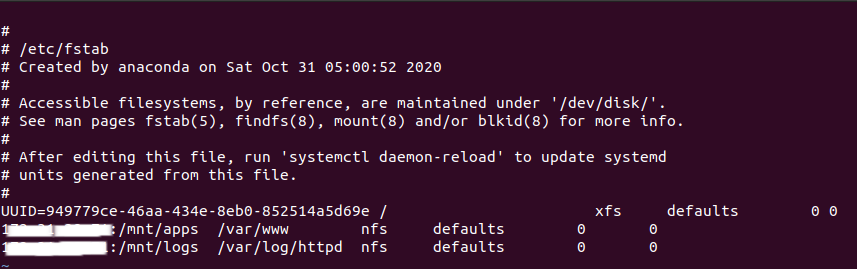 #
# /etc/fstab
# Created by anaconda on Sat Oct 31 05:00:52 2020
#
# Accessible filesystems, by reference, are maintained under '/dev/disk/'.
# See man pages fstab(5), findfs(8), mount(8) and/or blkid(8) for more info.
#
# After editing this file, run 'systemctl daemon-reload' to update systemd
# units generated from this file.
#
UUID=949779ce-46aa-434e-8eb0-852514a5d69e / xfs defaults 0 0
:/mnt/apps /var/www nfs defaults 0 0
:/mnt/logs /var/log/httpd nfs defaults 0 0
~